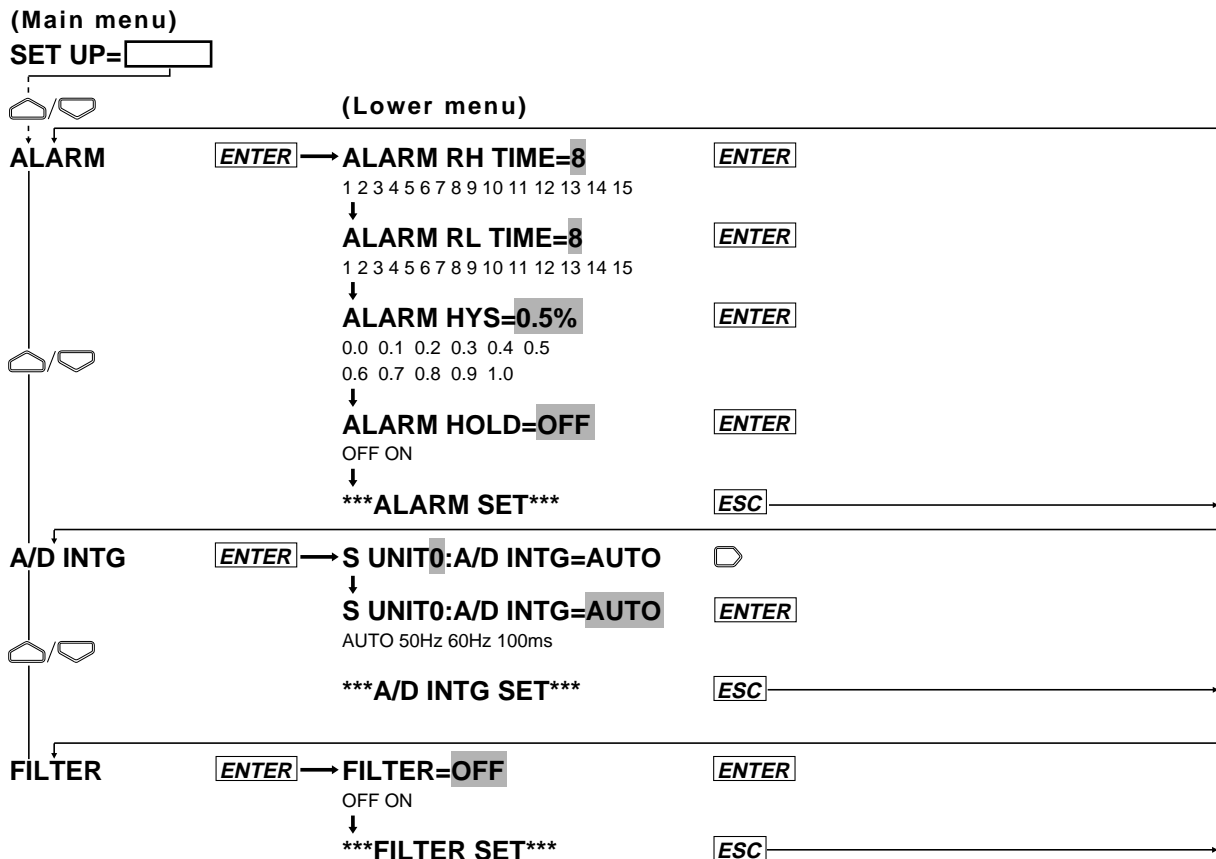 (Main menu)
SET UP=
/
(Lower menu)
ALARM ENTER ALARM RH TIME=8 ENTER
1 2 3 4 5 6 7 8 9 10 11 12 13 14 15
ALARM RL TIME=8 ENTER
1 2 3 4 5 6 7 8 9 10 11 12 13 14 15
ALARM HYS=0.5% ENTER
0.0 0.1 0.2 0.3 0.4 0.5
/
0.6 0.7 0.8 0.9 1.0
ALARM HOLD=OFF ENTER
OFF ON
***ALARM SET*** ESC
A/D INTG ENTER S UNIT0:A/D INTG=AUTO
S UNIT0:A/D INTG=AUTO ENTER
AUTO 50Hz 60Hz 100ms
/
***A/D INTG SET*** ESC
FILTER ENTER FILTER=OFF ENTER
OFF ON
***FILTER SET*** ESC